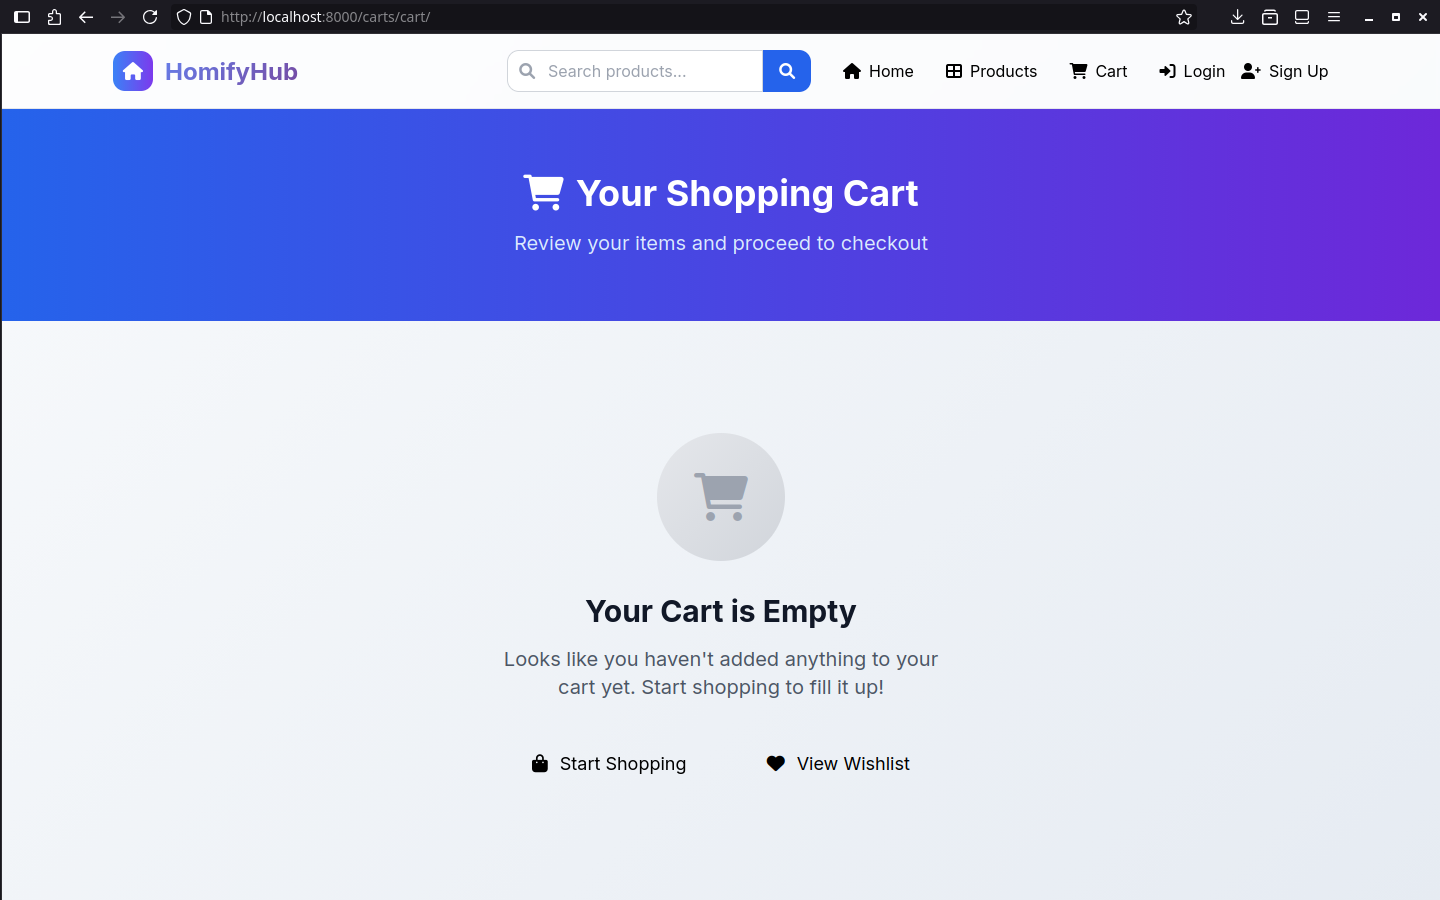 http://localhost:8000/carts/cart/
HomifyHub
Search products...
Home
Products
Cart
Login
Sign Up
Your Shopping Cart
Review your items and proceed to checkout
Your Cart is Empty
Looks like you haven't added anything to your
cart yet. Start shopping to fill it up!
Start Shopping
View Wishlist